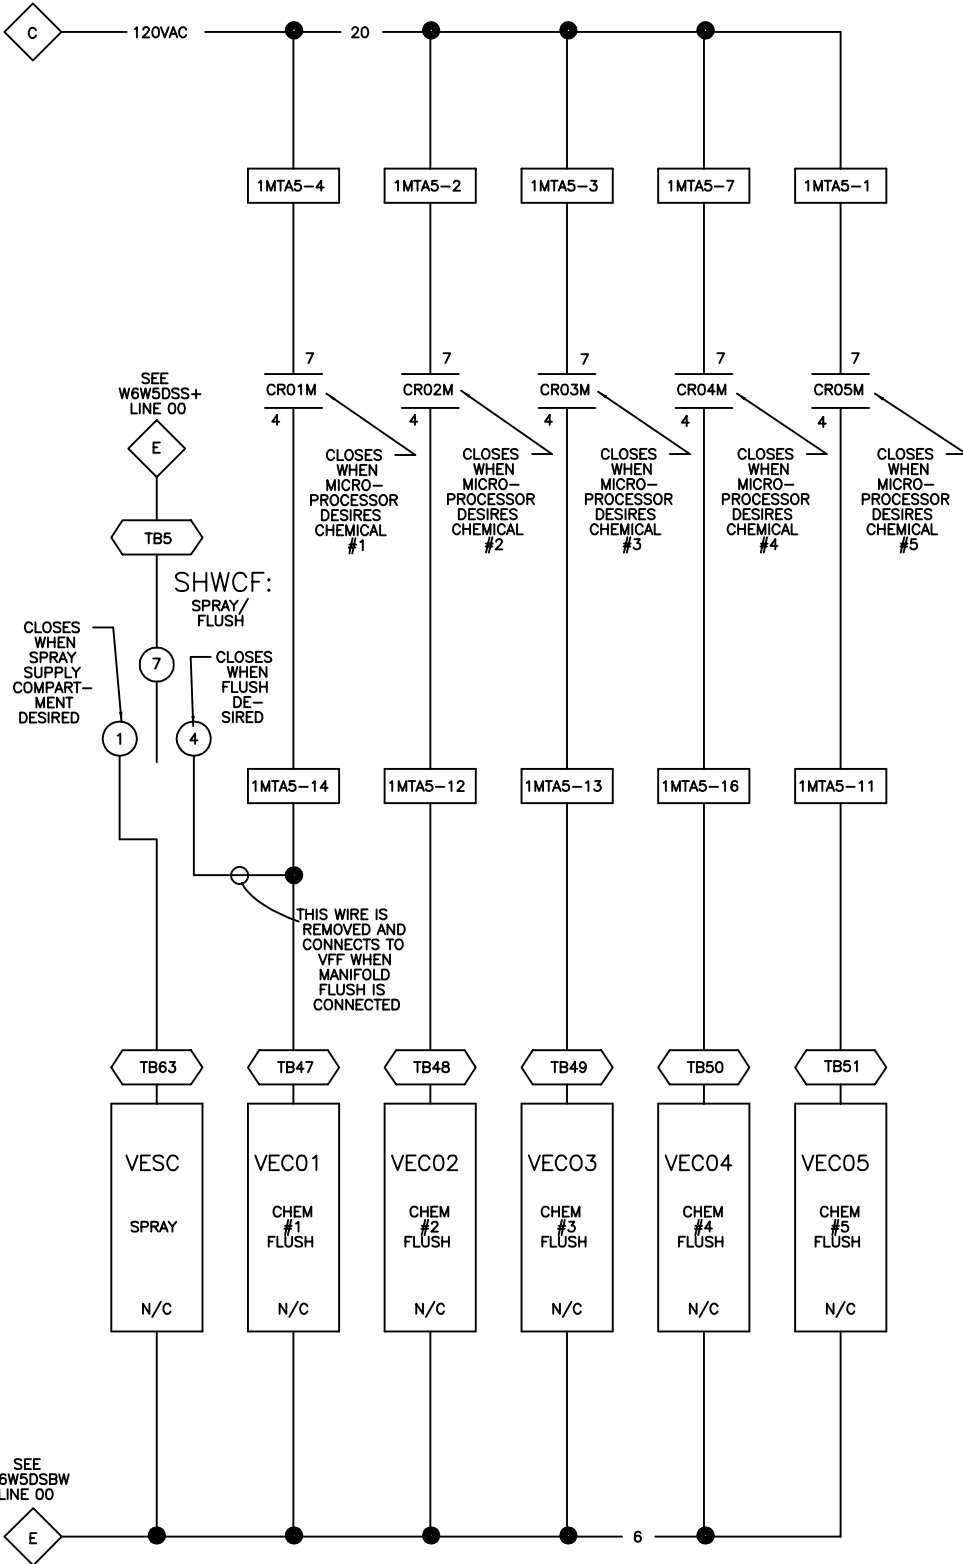 C
120VAC
20
1MTA5-4
1MTA5-2
1MTA5-3
1MTA5-7
1MTA5-1
7
7
7
7
7
CR01M
CR02M
CR03M
CR04M
CR05M
4
4
4
4
4
SEE
W6W5DSS+
LINE 00
E
TB5
CLOSES
WHEN
MICRO-
PROCESSOR
DESIRES
CHEMICAL
#1
CLOSES
WHEN
MICRO-
PROCESSOR
DESIRES
CHEMICAL
#2
CLOSES
WHEN
MICRO-
PROCESSOR
DESIRES
CHEMICAL
#3
CLOSES
WHEN
MICRO-
PROCESSOR
DESIRES
CHEMICAL
#4
CLOSES
WHEN
MICRO-
PROCESSOR
DESIRES
CHEMICAL
#5
SHWCF:
SPRAY/
FLUSH
CLOSES
WHEN
SPRAY
SUPPLY
COMPART-
MENT
DESIRED
7
CLOSES
WHEN
FLUSH
DE-
SIRED
1
4
1MTA5-14
1MTA5-12
1MTA5-13
1MTA5-16
1MTA5-11
THIS WIRE IS
REMOVED AND
CONNECTS TO
VFF WHEN
MANIFOLD
FLUSH IS
CONNECTED
TB63
TB47
TB48
TB49
TB50
TB51
VESC
SPRAY
N/C
VEC01
CHEM
#1
FLUSH
N/C
VEC02
CHEM
#2
FLUSH
N/C
VEC03
CHEM
#3
FLUSH
N/C
VEC04
CHEM
#4
FLUSH
N/C
VEC05
CHEM
#5
FLUSH
N/C
SEE
6W5DSBW
LINE 00
E
6